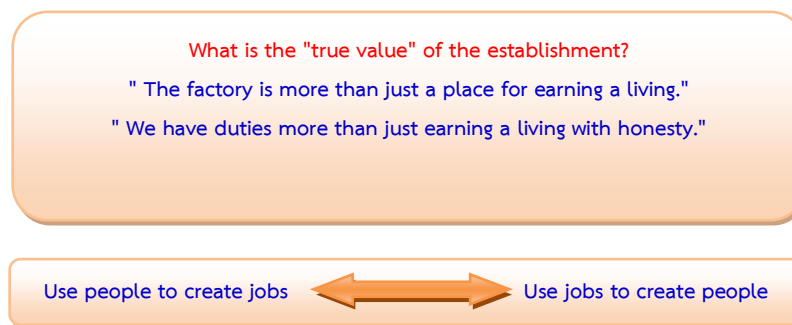 What is the "true value" of the establishment?
" The factory is more than just a place for earning a living."
" We have duties more than just earning a living with honesty."
Use people to create jobs Use jobs to create people